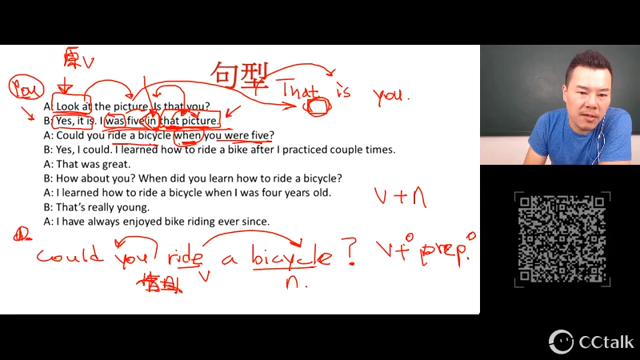 原V
句型
You
That is you.
A: Look at the picture. Is that you?
B: Yes, it is. I was five in that picture.
A: Could you ride a bicycle when you were five?
B: Yes, I could. I learned how to ride a bike after I practiced couple times.
A: That was great.
B: How about you? When did you learn how to ride a bicycle?
A: I learned how to ride a bicycle when I was four years old.
B: That's really young.
A: I have always enjoyed bike riding ever since.
V + n
Could you ride a bicycle?
V + prep.
V
n.
CCtalk